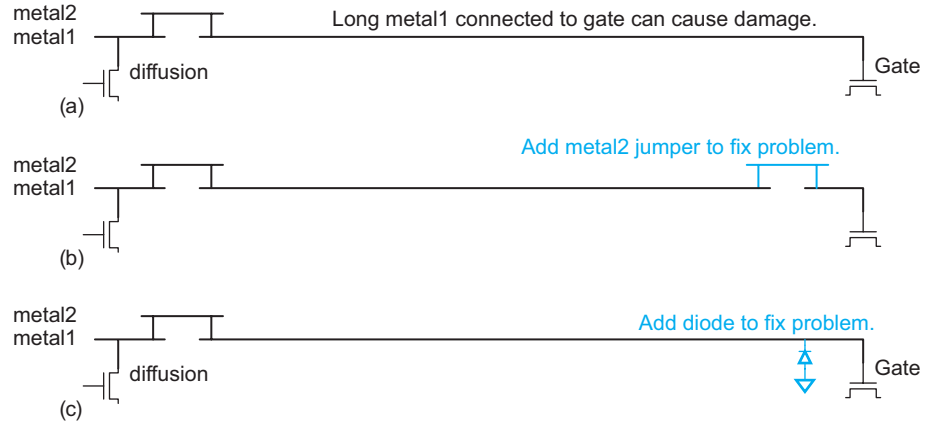 metal2
Long metal1 connected to gate can cause damage.
metal1
diffusion
Gate
(a)
Add metal2 jumper to fix problem.
metal2
metal1
(b)
metal2
Add diode to fix problem.
metal1
diffusion
Gate
(c)